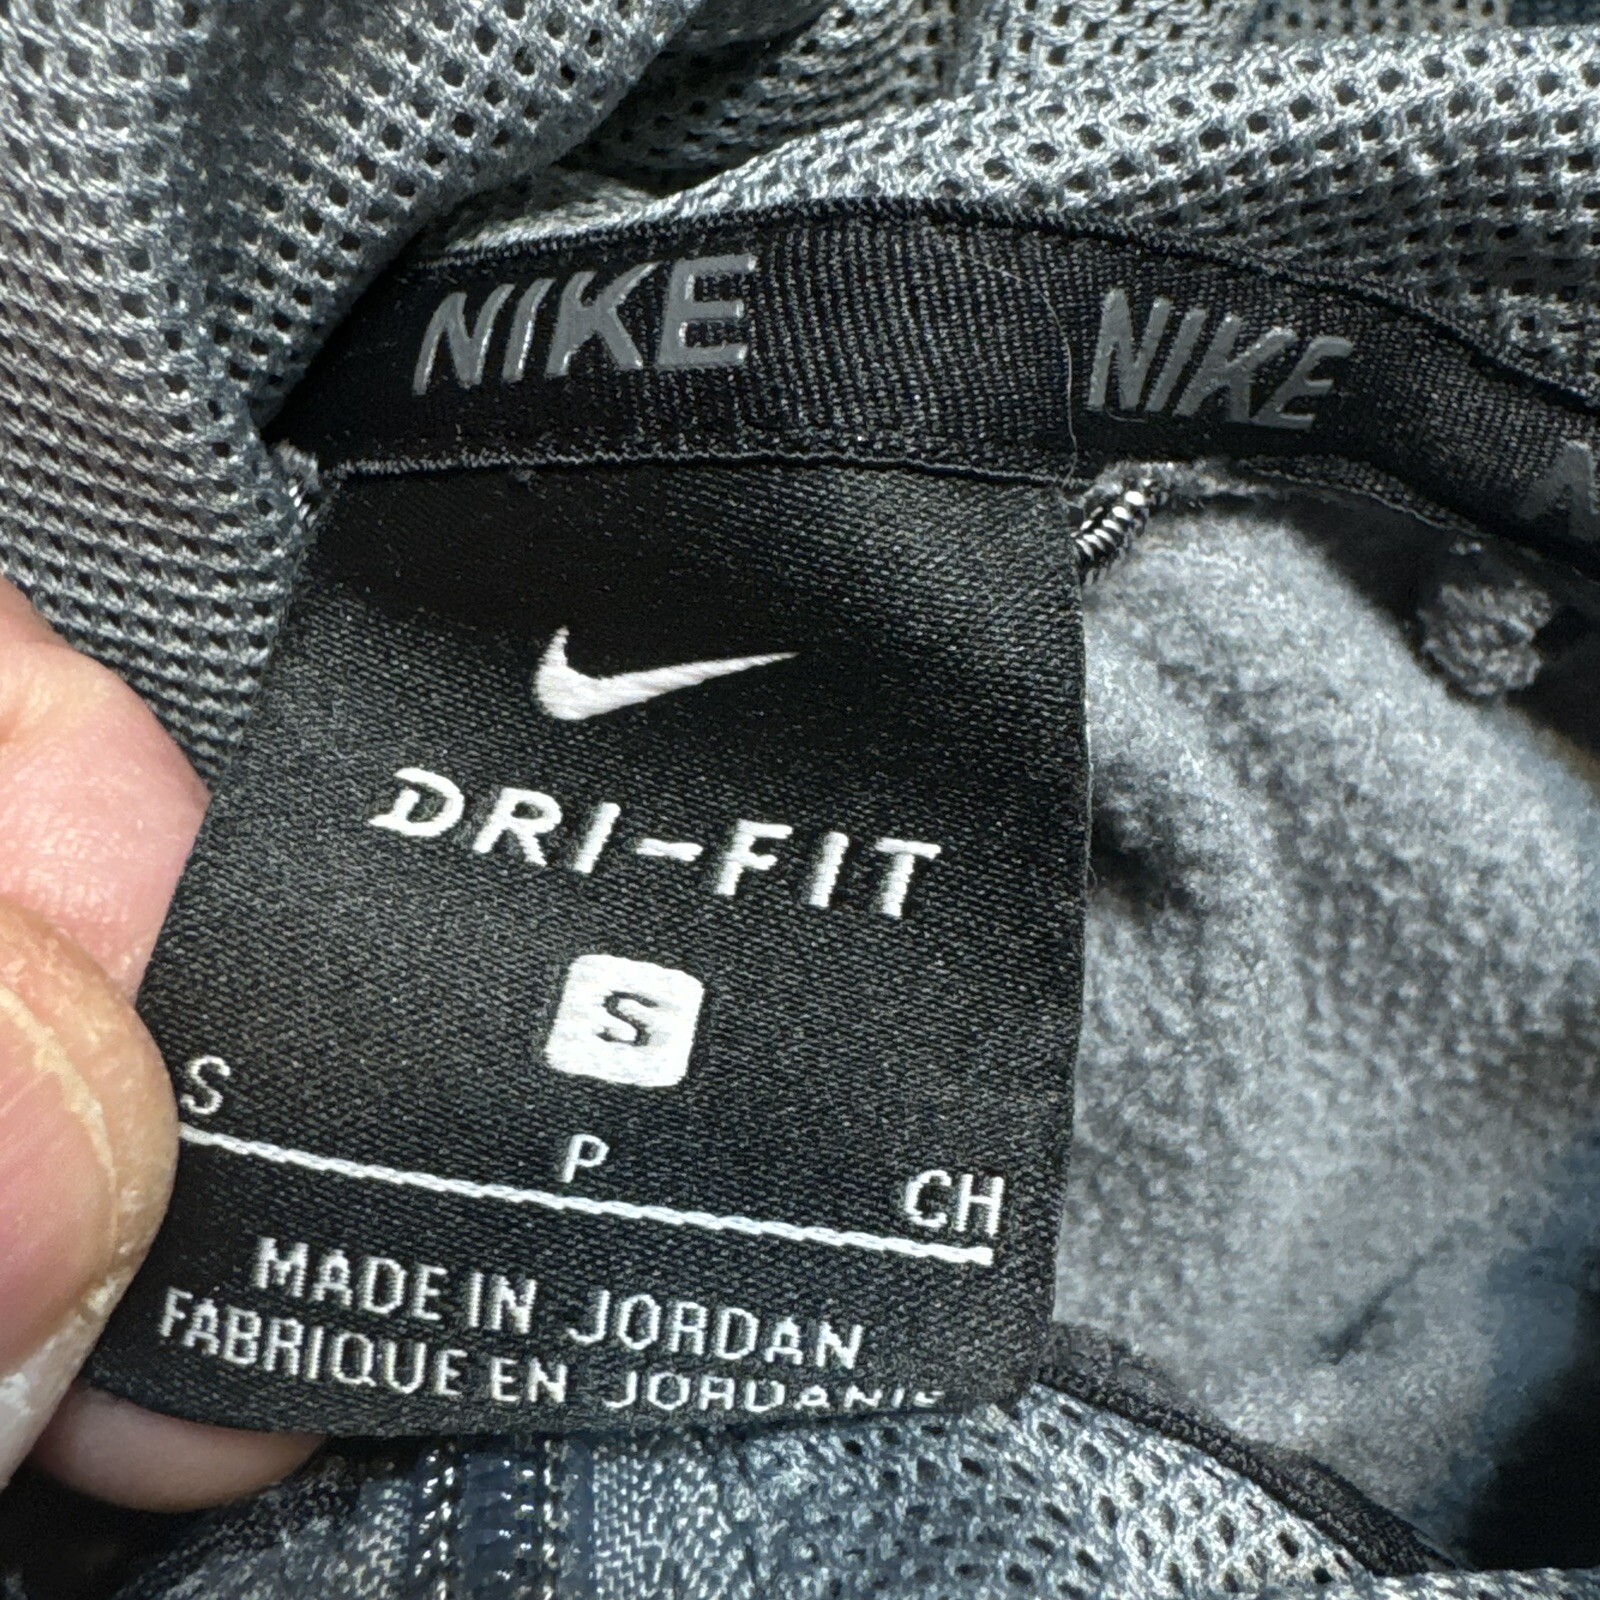 NIKE NIKE
DRI-FIT
S
S P CH
MADE IN JORDAN
FABRIQUE EN JORDANIE